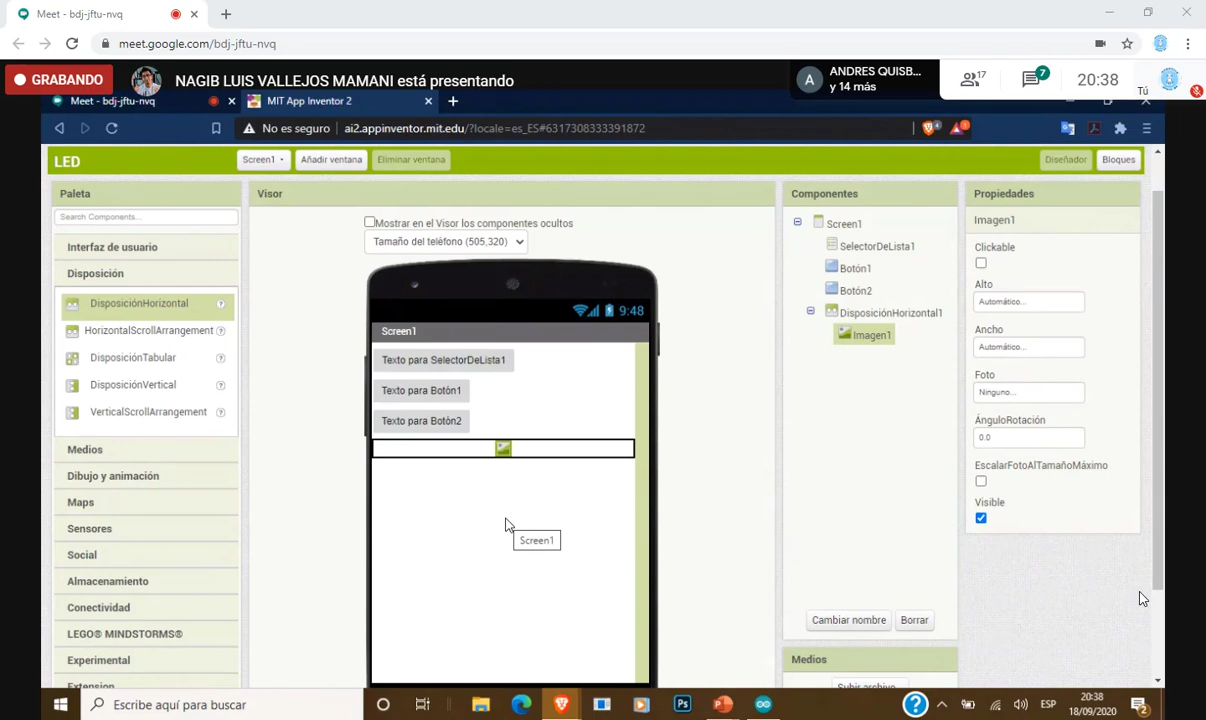 Meet - bdj-jftu-nvq
meet.google.com/bdj-jftu-nvq
GRABANDO
NAGIB LUIS VALLEJOS MAMANI está presentando
A
ANDRES QUISB...
y 14 más
17
7
20:38
Tú
Meet - bdj-jftu-nvq
MIT App Inventor 2
No es seguro
ai2.appinventor.mit.edu/?locale=es_ES#6317308333391872
LED
Screen1
Añadir ventana
Eliminar ventana
Diseñador
Bloques
Paleta
Search Components...
Interfaz de usuario
Disposición
DisposiciónHorizontal
HorizontalScrollArrangement
DisposiciónTabular
DisposiciónVertical
VerticalScrollArrangement
Medios
Dibujo y animación
Maps
Sensores
Social
Almacenamiento
Conectividad
LEGO® MINDSTORMS®
Experimental
Extension
Visor
Mostrar en el Visor los componentes ocultos
Tamaño del teléfono (505,320)
9:48
Screen1
Texto para SelectorDeLista1
Texto para Botón1
Texto para Botón2
Screen1
Componentes
Screen1
SelectorDeLista1
Botón1
Botón2
DisposiciónHorizontal1
Imagen1
Cambiar nombre
Borrar
Medios
Subir archivo
Propiedades
Imagen1
Clickable
Alto
Automático...
Ancho
Automático...
Foto
Ninguno...
ÁnguloRotación
0.0
EscalarFotoAlTamañoMáximo
Visible
Escribe aquí para buscar
ESP
20:38
18/09/2020
2